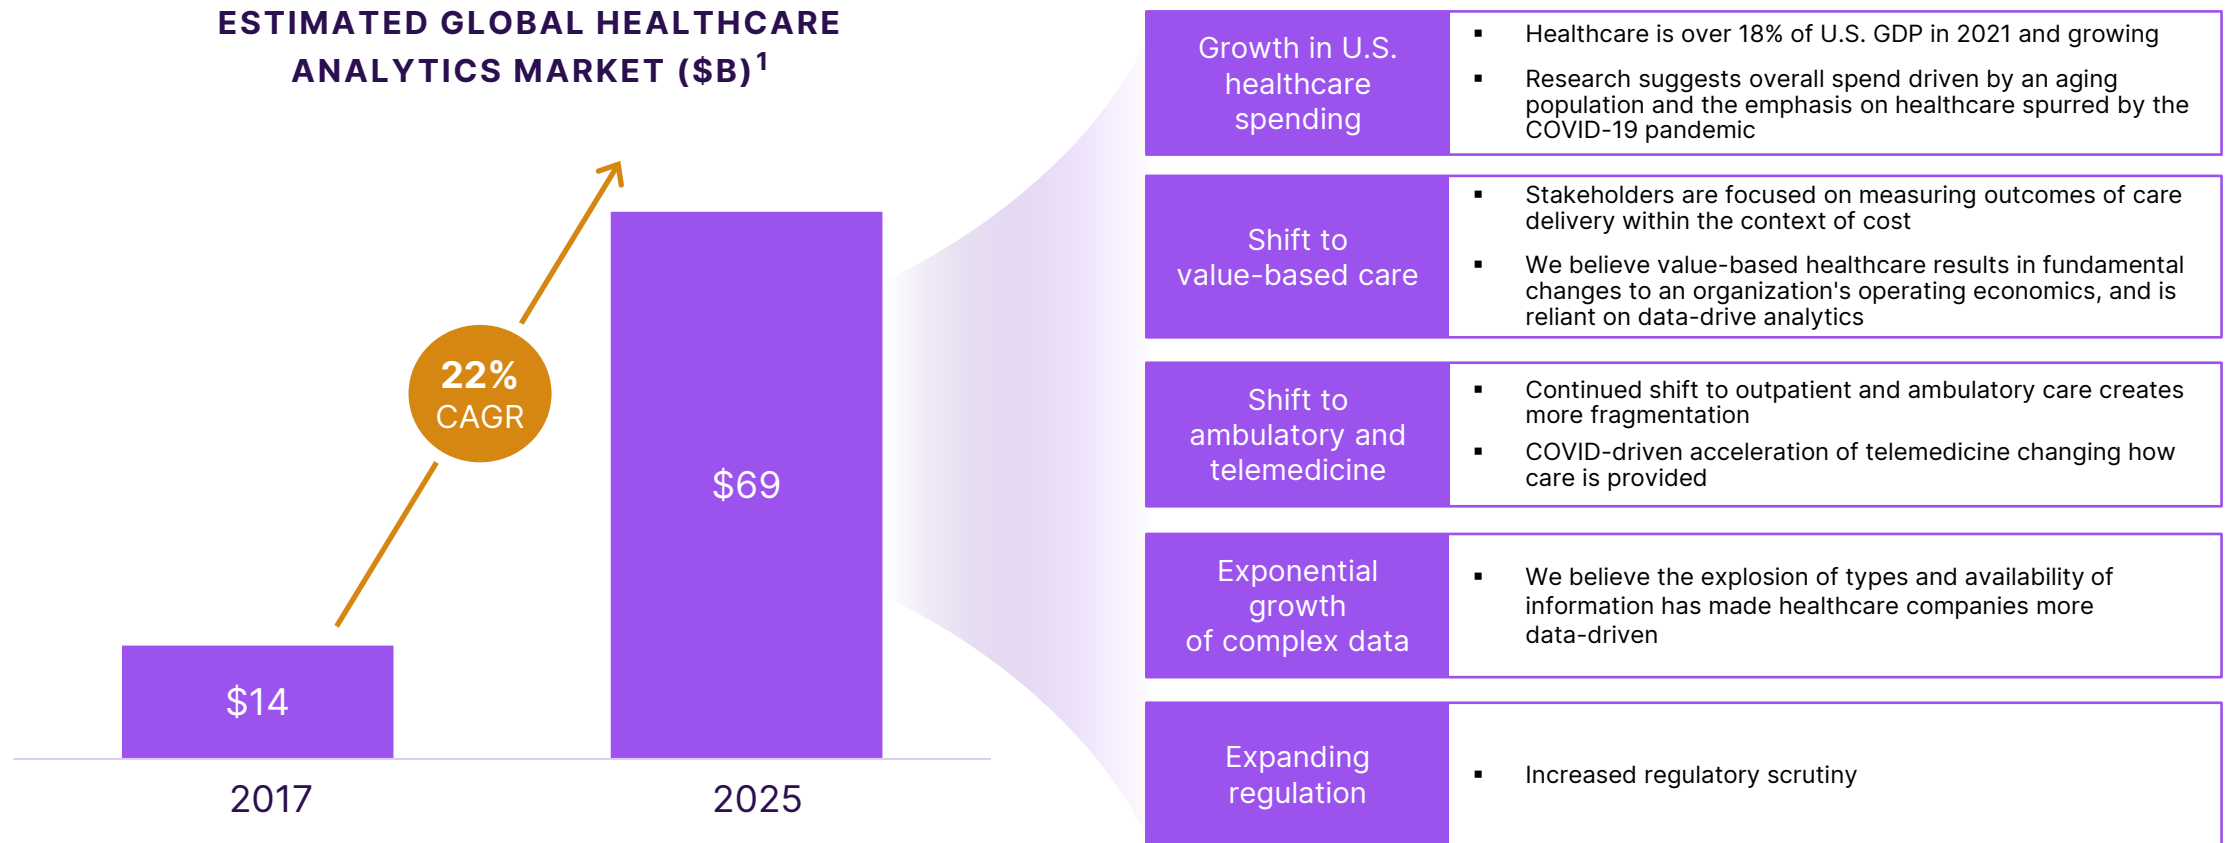 ESTIMATED GLOBAL HEALTHCARE
ANALYTICS MARKET ($B)1
22%
CAGR
$69
$14
2017
2025
Growth in U.S.
healthcare
spending
▪ Healthcare is over 18% of U.S. GDP in 2021 and growing
▪ Research suggests overall spend driven by an aging
population and the emphasis on healthcare spurred by the
COVID-19 pandemic
Shift to
value-based care
▪ Stakeholders are focused on measuring outcomes of care
delivery within the context of cost
▪ We believe value-based healthcare results in fundamental
changes to an organization's operating economics, and is
reliant on data-drive analytics
Shift to
ambulatory and
telemedicine
▪ Continued shift to outpatient and ambulatory care creates
more fragmentation
▪ COVID-driven acceleration of telemedicine changing how
care is provided
Exponential
growth
of complex data
▪ We believe the explosion of types and availability of
information has made healthcare companies more
data-driven
Expanding
regulation
▪ Increased regulatory scrutiny